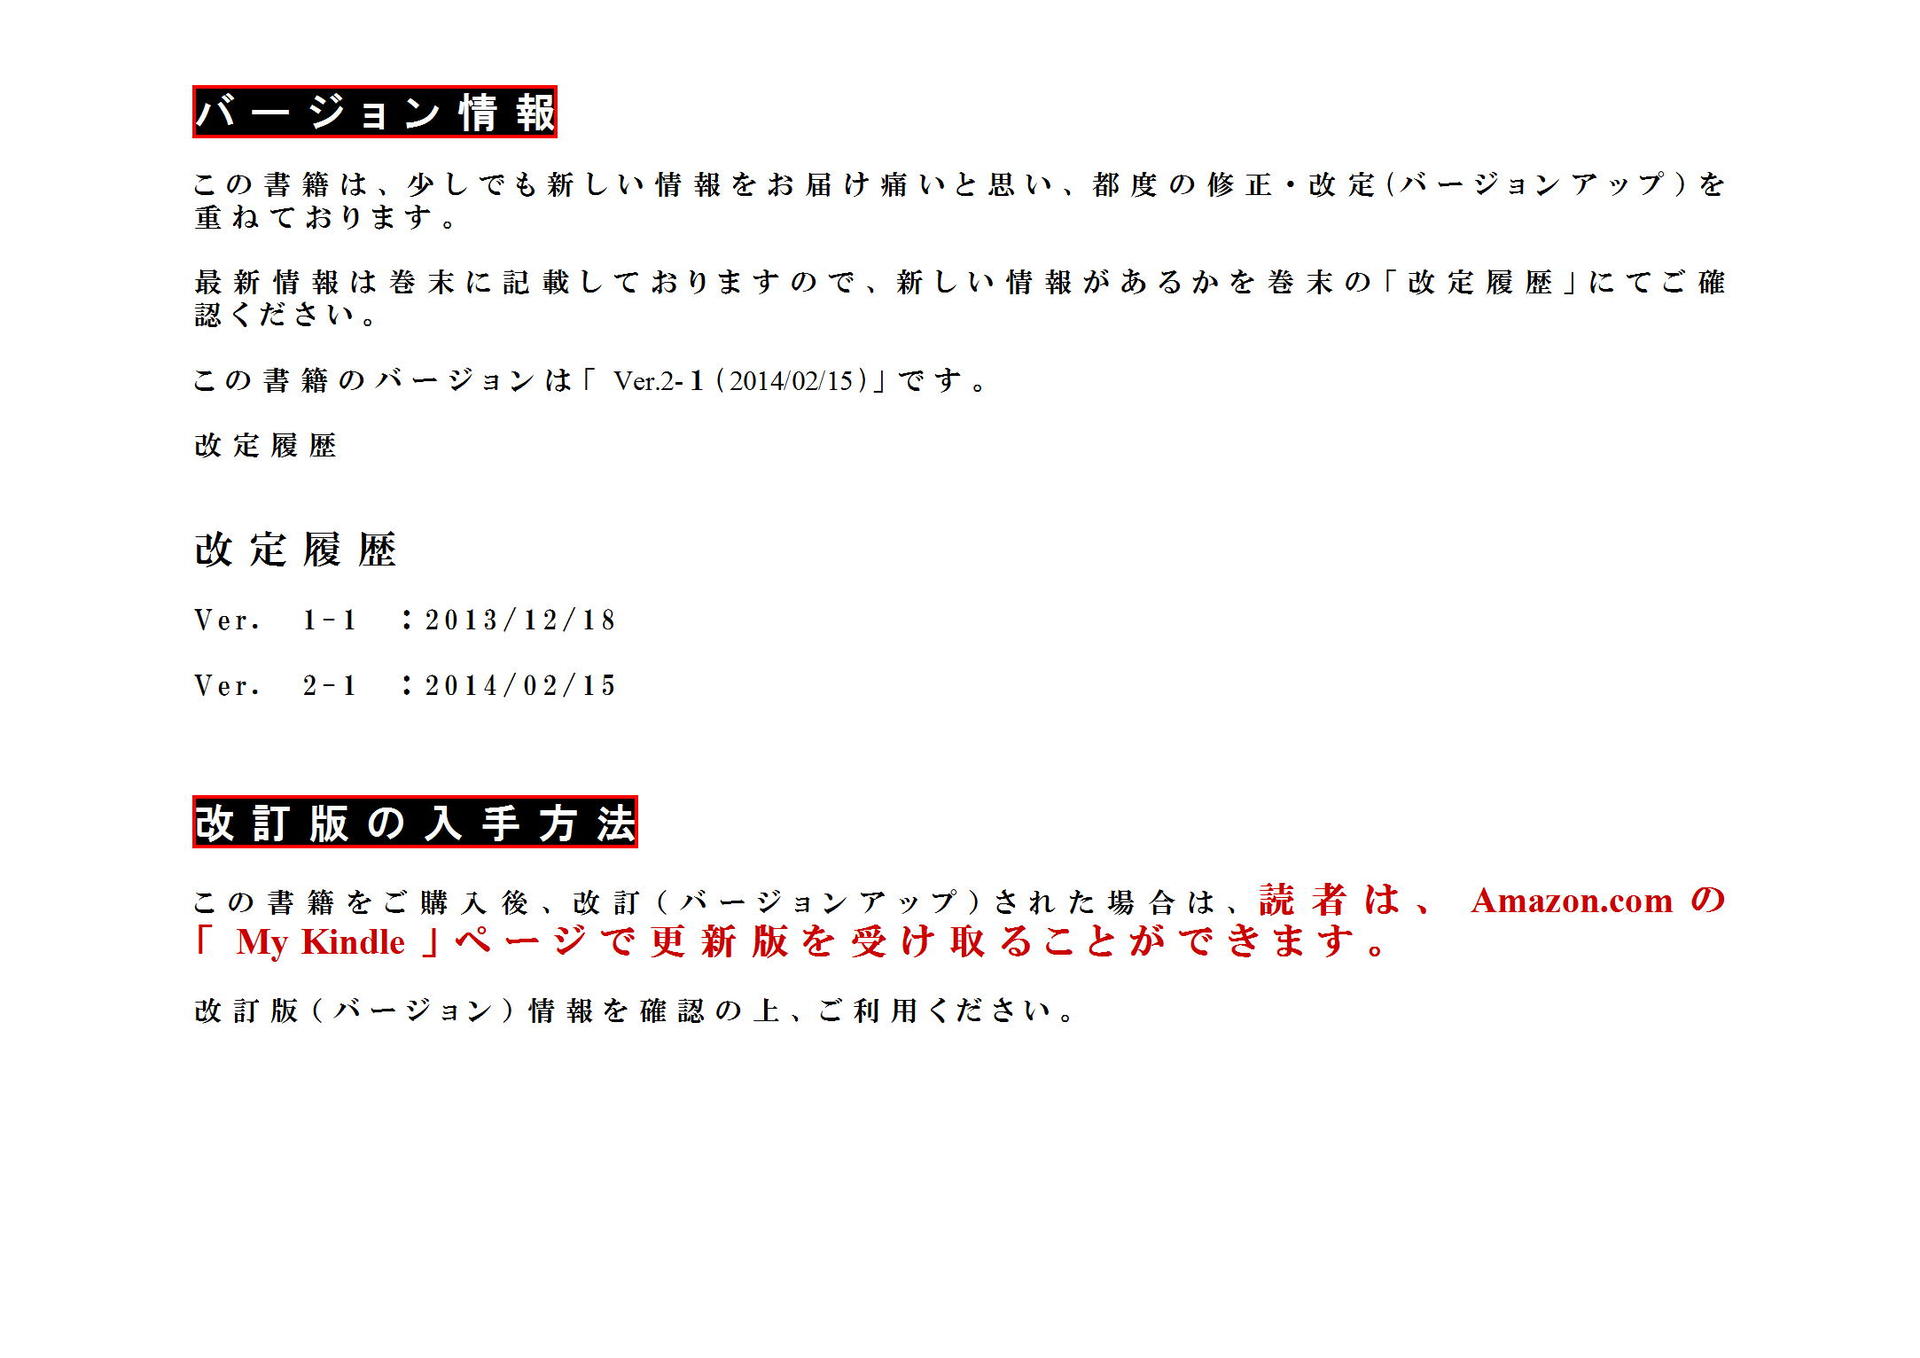 バージョン情報
この書籍は、少しでも新しい情報をお届け痛いと思い、都度の修正・改定(バージョンアップ)を
重ねております。
最新情報は巻末に記載しておりますので、新しい情報があるかを巻末の「改定履歴」にてご確
認ください。
この書籍のバージョンは「 Ver.2-1(2014/02/15)」です。
改定履歴
改定履歴
Ver. 1-1 :2013/12/18
Ver. 2-1 :2014/02/15
改訂版の入手方法
この書籍をご購入後、改訂(バージョンアップ)された場合は、読者は、 Amazon.com の
「 My Kindle 」ページで更新版を受け取ることができます。
改訂版(バージョン)情報を確認の上、ご利用ください。